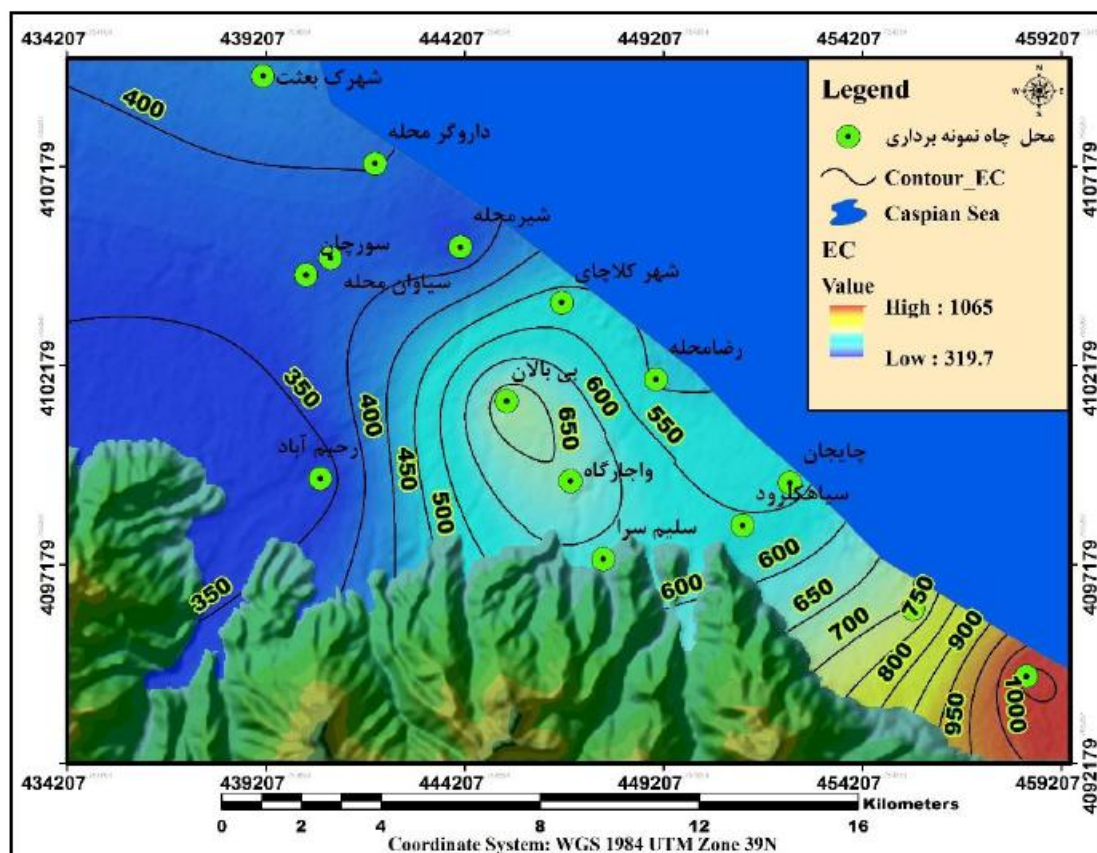 434207 439207 444207 449207 454207 459207
شهرک بعثت
400
داروگر محله
4107179
4107179
شیرمحله
سورچان
سیاوان محله
شهر کلاچای
رضامحله
350
4102179
4102179
بی بالان
600
400
650
550
رحیم آباد
450
واجارگاه
چایجان
500
سیاهکلرود
سلیم سرا
600
4097179
4097179
350
600
650
750
700
900
800
1000
950
4092179
434207 439207 444207 449207 454207 459207
Legend
محل چاه نمونه برداری
Contour_EC
Caspian Sea
EC
Value
High : 1065
Low : 319.7
N
W E
S
Kilometers
0 2 4 8 12 16
Coordinate System: WGS 1984 UTM Zone 39N